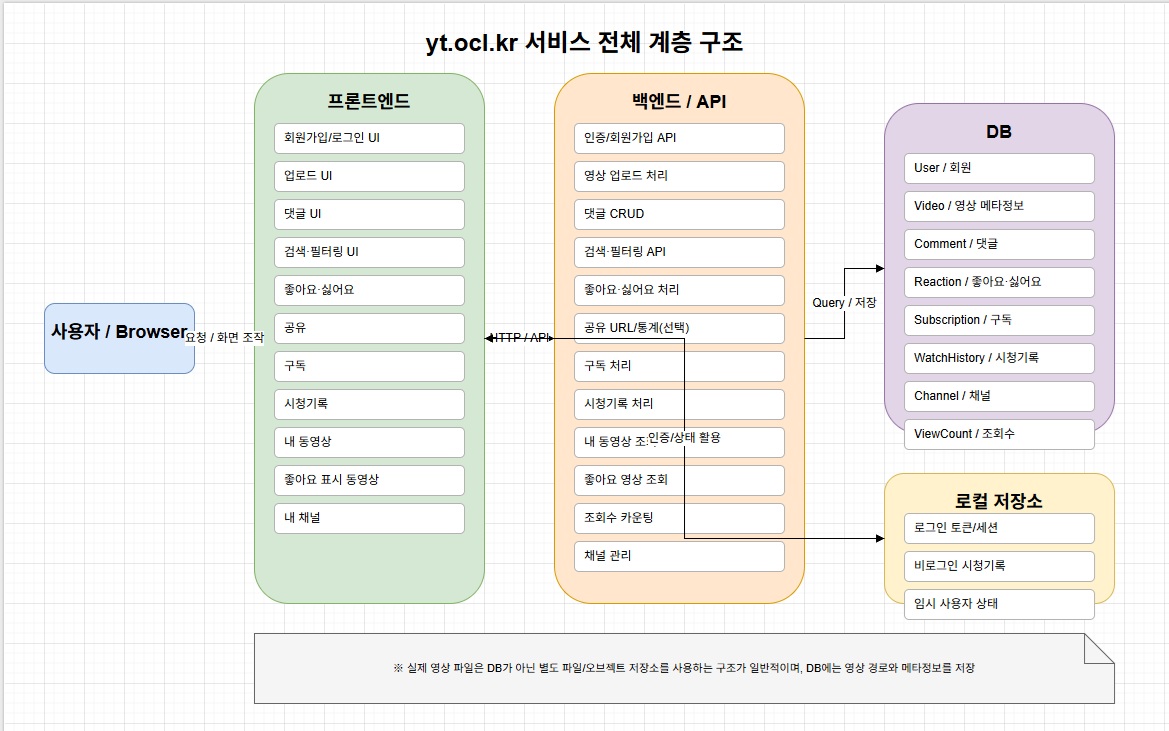 yt.ocl.kr 서비스 전체 계층 구조
사용자 / Browser
요청 / 화면 조작
프론트엔드
회원가입/로그인 UI
업로드 UI
댓글 UI
검색·필터링 UI
좋아요·싫어요
공유
구독
시청기록
내 동영상
좋아요 표시 동영상
내 채널
HTTP / API
백엔드 / API
인증/회원가입 API
영상 업로드 처리
댓글 CRUD
검색·필터링 API
좋아요·싫어요 처리
공유 URL/통계(선택)
구독 처리
시청기록 처리
내 동영상
인증/상태 활용
좋아요 영상 조회
조회수 카운팅
채널 관리
Query / 저장
DB
User / 회원
Video / 영상 메타정보
Comment / 댓글
Reaction / 좋아요·싫어요
Subscription / 구독
WatchHistory / 시청기록
Channel / 채널
ViewCount / 조회수
로컬 저장소
로그인 토큰/세션
비로그인 시청기록
임시 사용자 상태
※ 실제 영상 파일은 DB가 아닌 별도 파일/오브젝트 저장소를 사용하는 구조가 일반적이며, DB에는 영상 경로와 메타정보를 저장